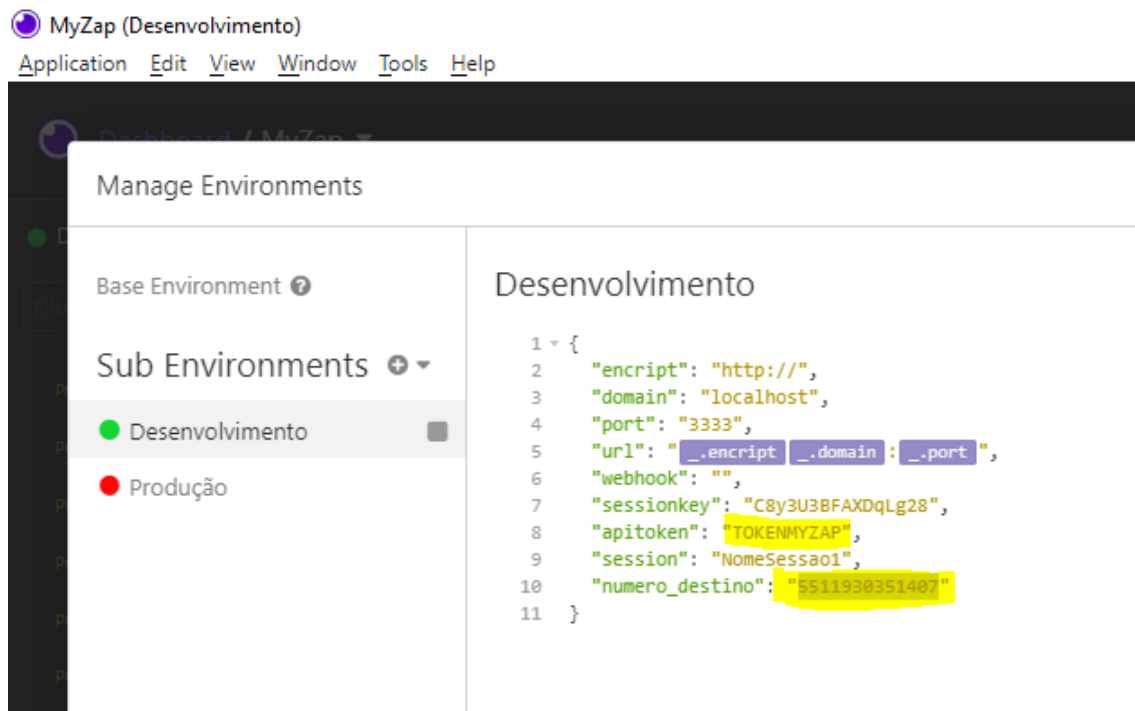 MyZap (Desenvolvimento)
Application Edit View Window Tools Help
Dashboard / MyZap
Manage Environments
Base Environment
Sub Environments
Desenvolvimento
Produção
Desenvolvimento
1 {
2 "encript": "http://",
3 "domain": "localhost",
4 "port": "3333",
5 "url": " _.encript _.domain : _.port ",
6 "webhook": "",
7 "sessionkey": "C8y3U3BFAXDqLg28",
8 "apitoken": "TOKENMYZAP",
9 "session": "NomeSessao1",
10 "numero_destino": "5511930351407"
11 }